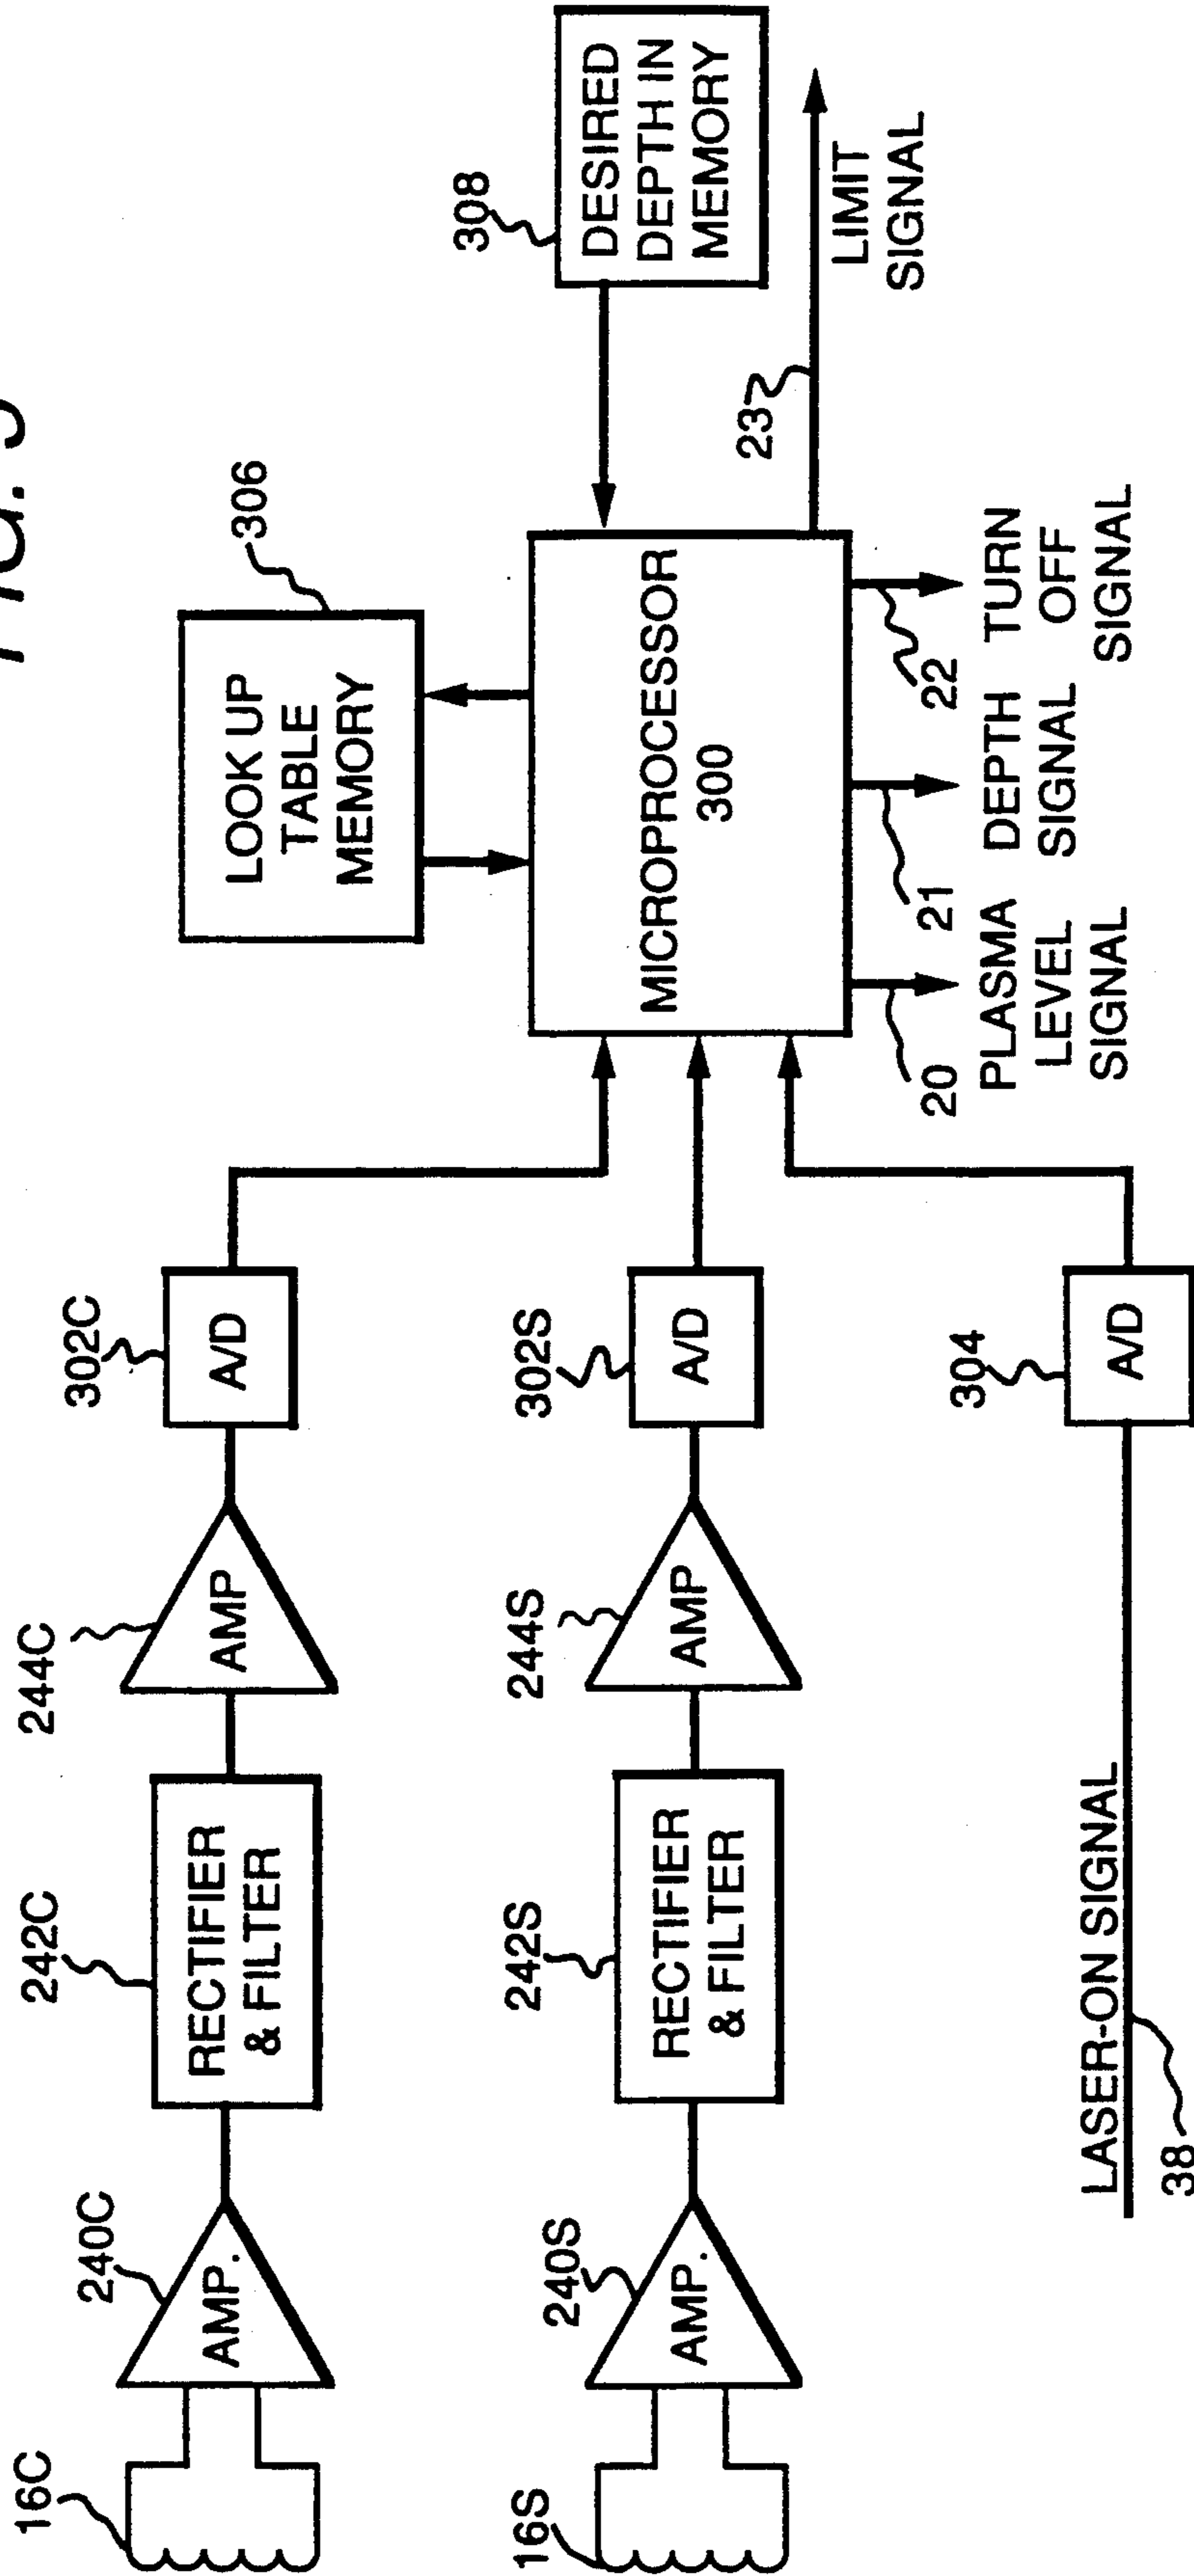 16C
240C
AMP.
242C
RECTIFIER
& FILTER
244C
AMP
302C
A/D
16S
240S
AMP.
242S
RECTIFIER
& FILTER
244S
AMP
302S
A/D
LASER-ON SIGNAL
38
304
A/D
LOOK UP
TABLE
MEMORY
306
MICROPROCESSOR
300
308
DESIRED
DEPTH IN
MEMORY
23
LIMIT
SIGNAL
20
PLASMA
LEVEL
SIGNAL
21
DEPTH
SIGNAL
22
TURN
OFF
SIGNAL